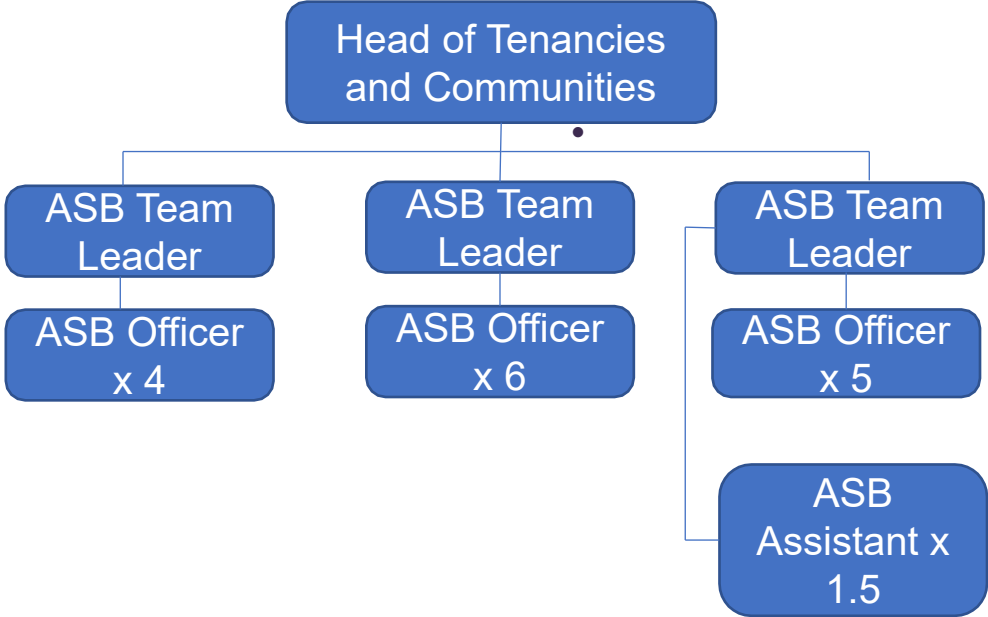 Head of Tenancies
and Communities
ASB Team
Leader
ASB Team
Leader
ASB Team
Leader
ASB Officer
x 4
ASB Officer
x 6
ASB Officer
x 5
ASB
Assistant x
1.5